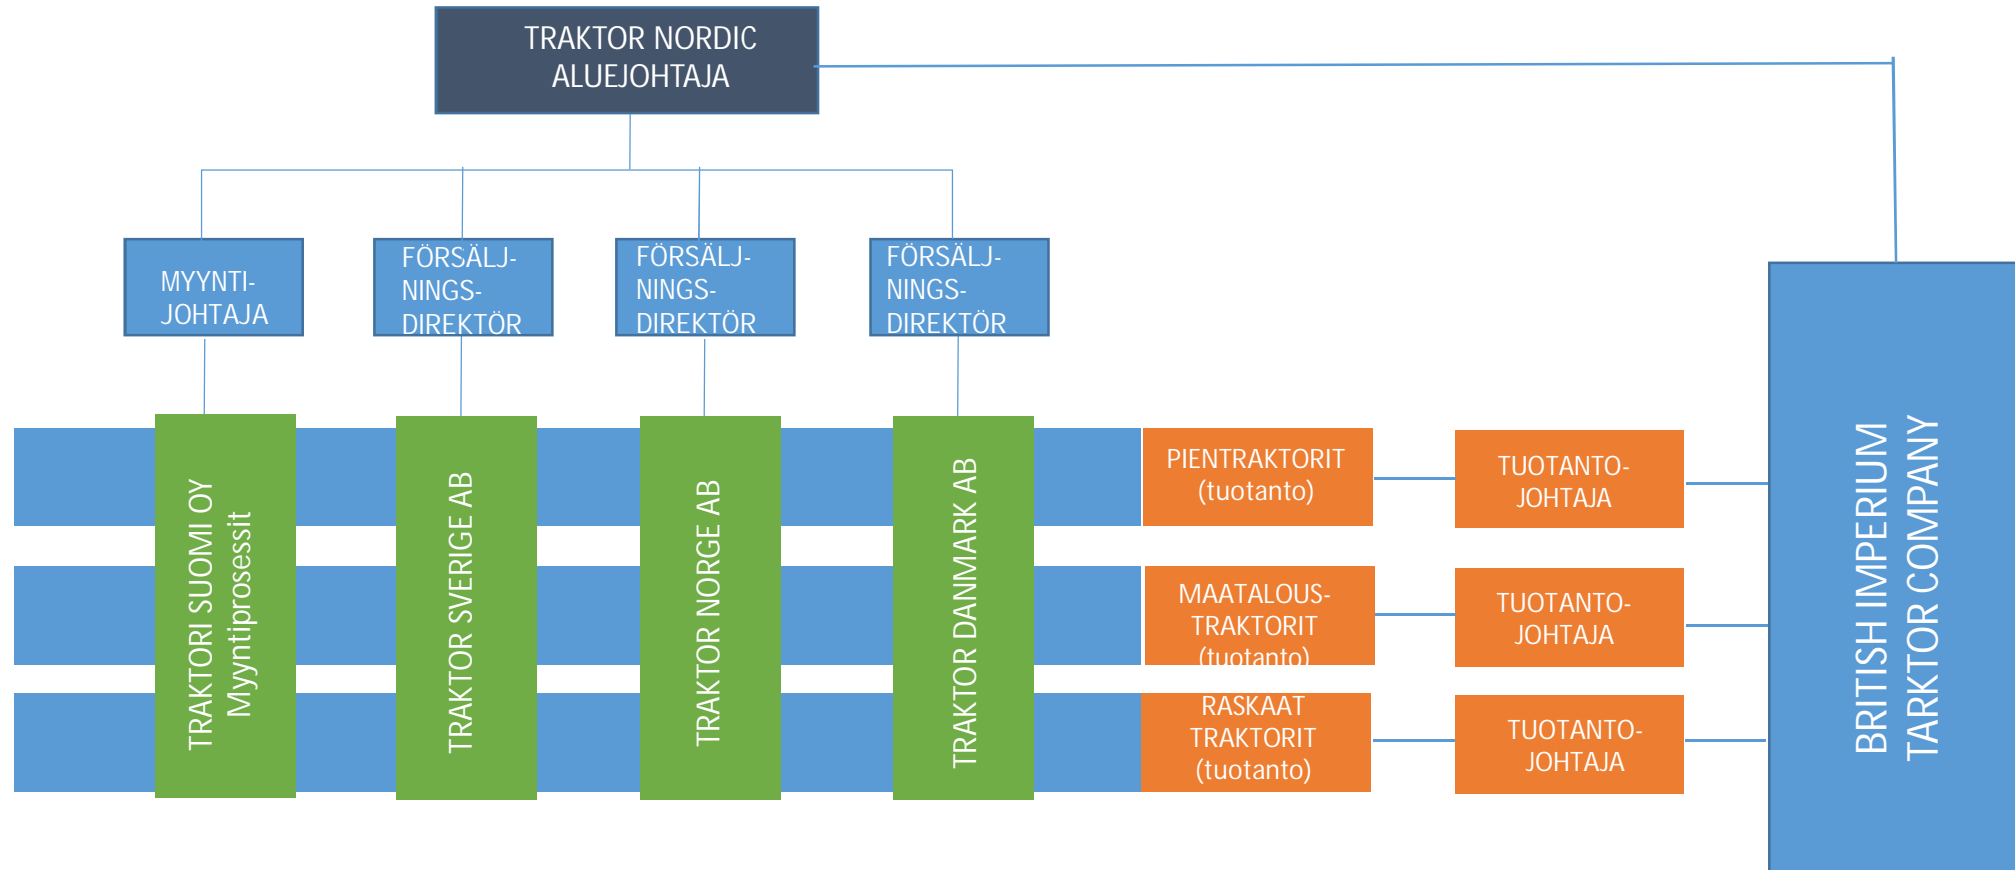 TRAKTOR NORDIC
ALUEJOHTAJA
MYYNTI-
JOHTAJA
FÖRSÄLJ-
NINGS-
DIREKTÖR
FÖRSÄLJ-
NINGS-
DIREKTÖR
FÖRSÄLJ-
NINGS-
DIREKTÖR
TRAKTORI SUOMI OY
Myyntiprosessit
TRAKTOR SVERIGE AB
TRAKTOR NORGE AB
TRAKTOR DANMARK AB
PIENTRAKTORIT
(tuotanto)
TUOTANTO-
JOHTAJA
MAATALOUS-
TRAKTORIT
(tuotanto)
TUOTANTO-
JOHTAJA
RASKAAT
TRAKTORIT
(tuotanto)
TUOTANTO-
JOHTAJA
BRITISH IMPERIUM
TARKTOR COMPANY